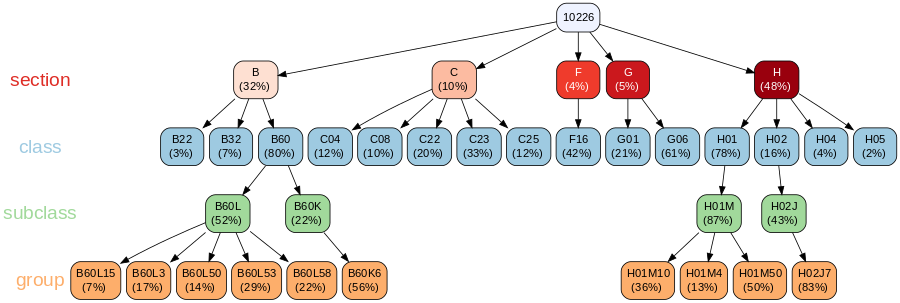 10226
section
B
(32%)
C
(10%)
F
(4%)
G
(5%)
H
(48%)
class
B22
(3%)
B32
(7%)
B60
(80%)
C04
(12%)
C08
(10%)
C22
(20%)
C23
(33%)
C25
(12%)
F16
(42%)
G01
(21%)
G06
(61%)
H01
(78%)
H02
(16%)
H04
(4%)
H05
(2%)
subclass
B60L
(52%)
B60K
(22%)
H01M
(87%)
H02J
(43%)
group
B60L15
(7%)
B60L3
(17%)
B60L50
(14%)
B60L53
(29%)
B60L58
(22%)
B60K6
(56%)
H01M10
(36%)
H01M4
(13%)
H01M50
(50%)
H02J7
(83%)